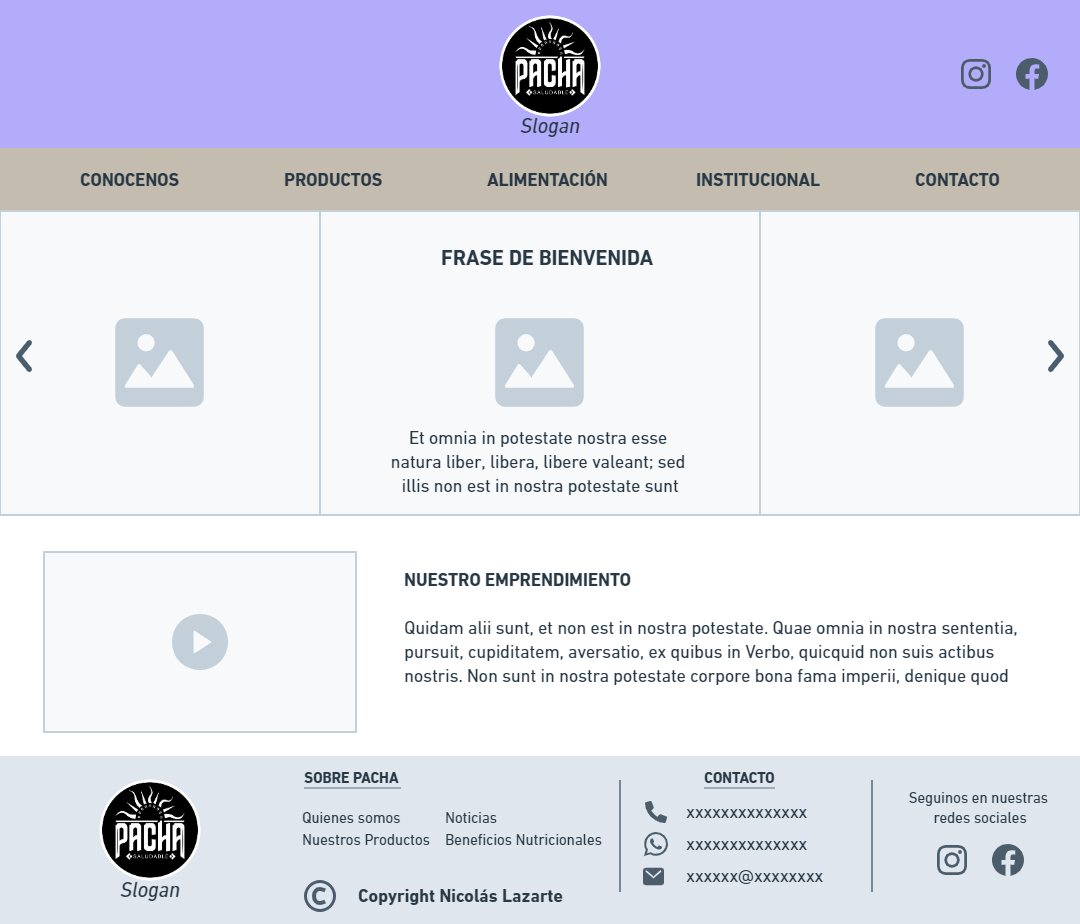 PACHA
SALUDABLE
Slogan
CONOCENOS PRODUCTOS ALIMENTACIÓN INSTITUCIONAL CONTACTO
FRASE DE BIENVENIDA
Et omnia in potestate nostra esse
natura liber, libera, libere valeant; sed
illis non est in nostra potestate sunt
NUESTRO EMPRENDIMIENTO
Quidam alii sunt, et non est in nostra potestate. Quae omnia in nostra sententia,
pursuit, cupiditatem, aversatio, ex quibus in Verbo, quicquid non suis actibus
nostris. Non sunt in nostra potestate corpore bona fama imperii, denique quod
PACHA
SALUDABLE
Slogan
SOBRE PACHA
Quienes somos Noticias
Nuestros Productos Beneficios Nutricionales
© Copyright Nicolás Lazarte
CONTACTO
xxxxxxxxxxxxxx
xxxxxxxxxxxxxx
xxxxxx@xxxxxxxx
Seguinos en nuestras
redes sociales